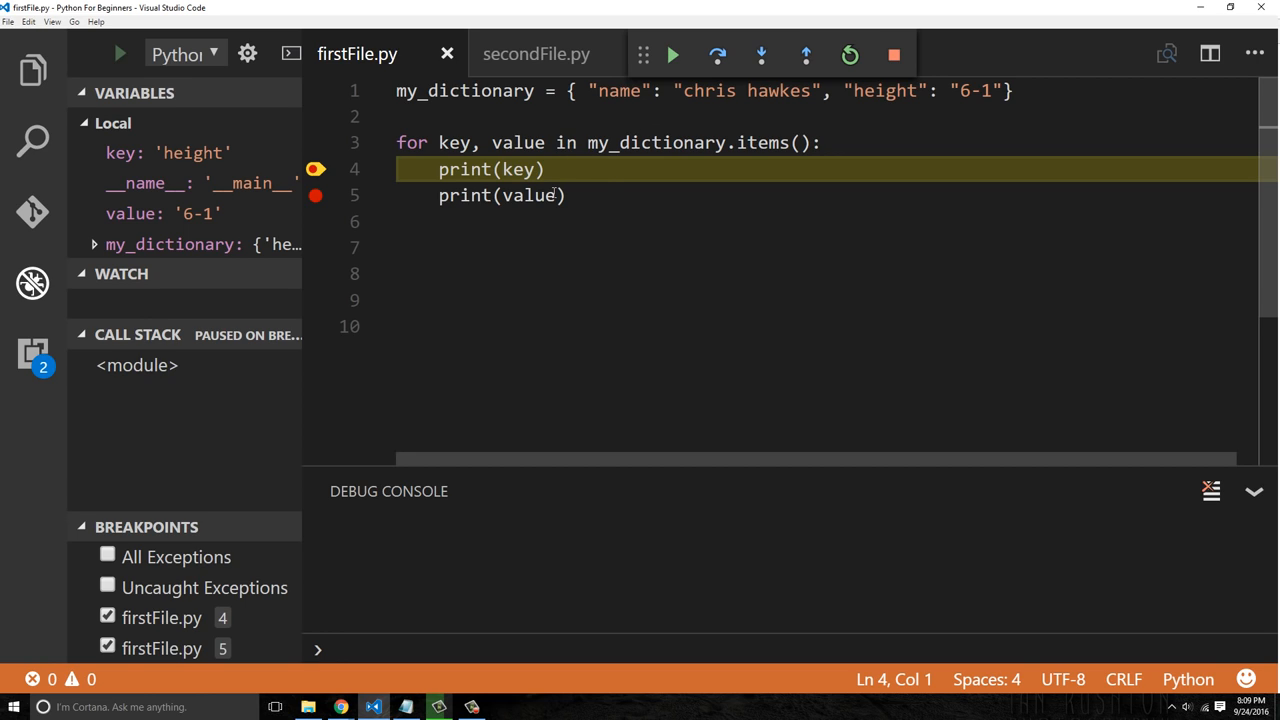 firstFile.py - Python For Beginners - Visual Studio Code
File Edit View Go Help
Python
firstFile.py
secondFile.py
VARIABLES
Local
key: 'height'
__name__: '__main__'
value: '6-1'
my_dictionary: {'he…
WATCH
CALL STACK PAUSED ON BRE…
<module>
BREAKPOINTS
All Exceptions
Uncaught Exceptions
firstFile.py 4
firstFile.py 5
1 my_dictionary = { "name": "chris hawkes", "height": "6-1"}
2
3 for key, value in my_dictionary.items():
4 print(key)
5 print(value)
6
7
8
9
10
DEBUG CONSOLE
2
0 0
Ln 4, Col 1 Spaces: 4 UTF-8 CRLF Python
I'm Cortana. Ask me anything.
8:09 PM
9/24/2016